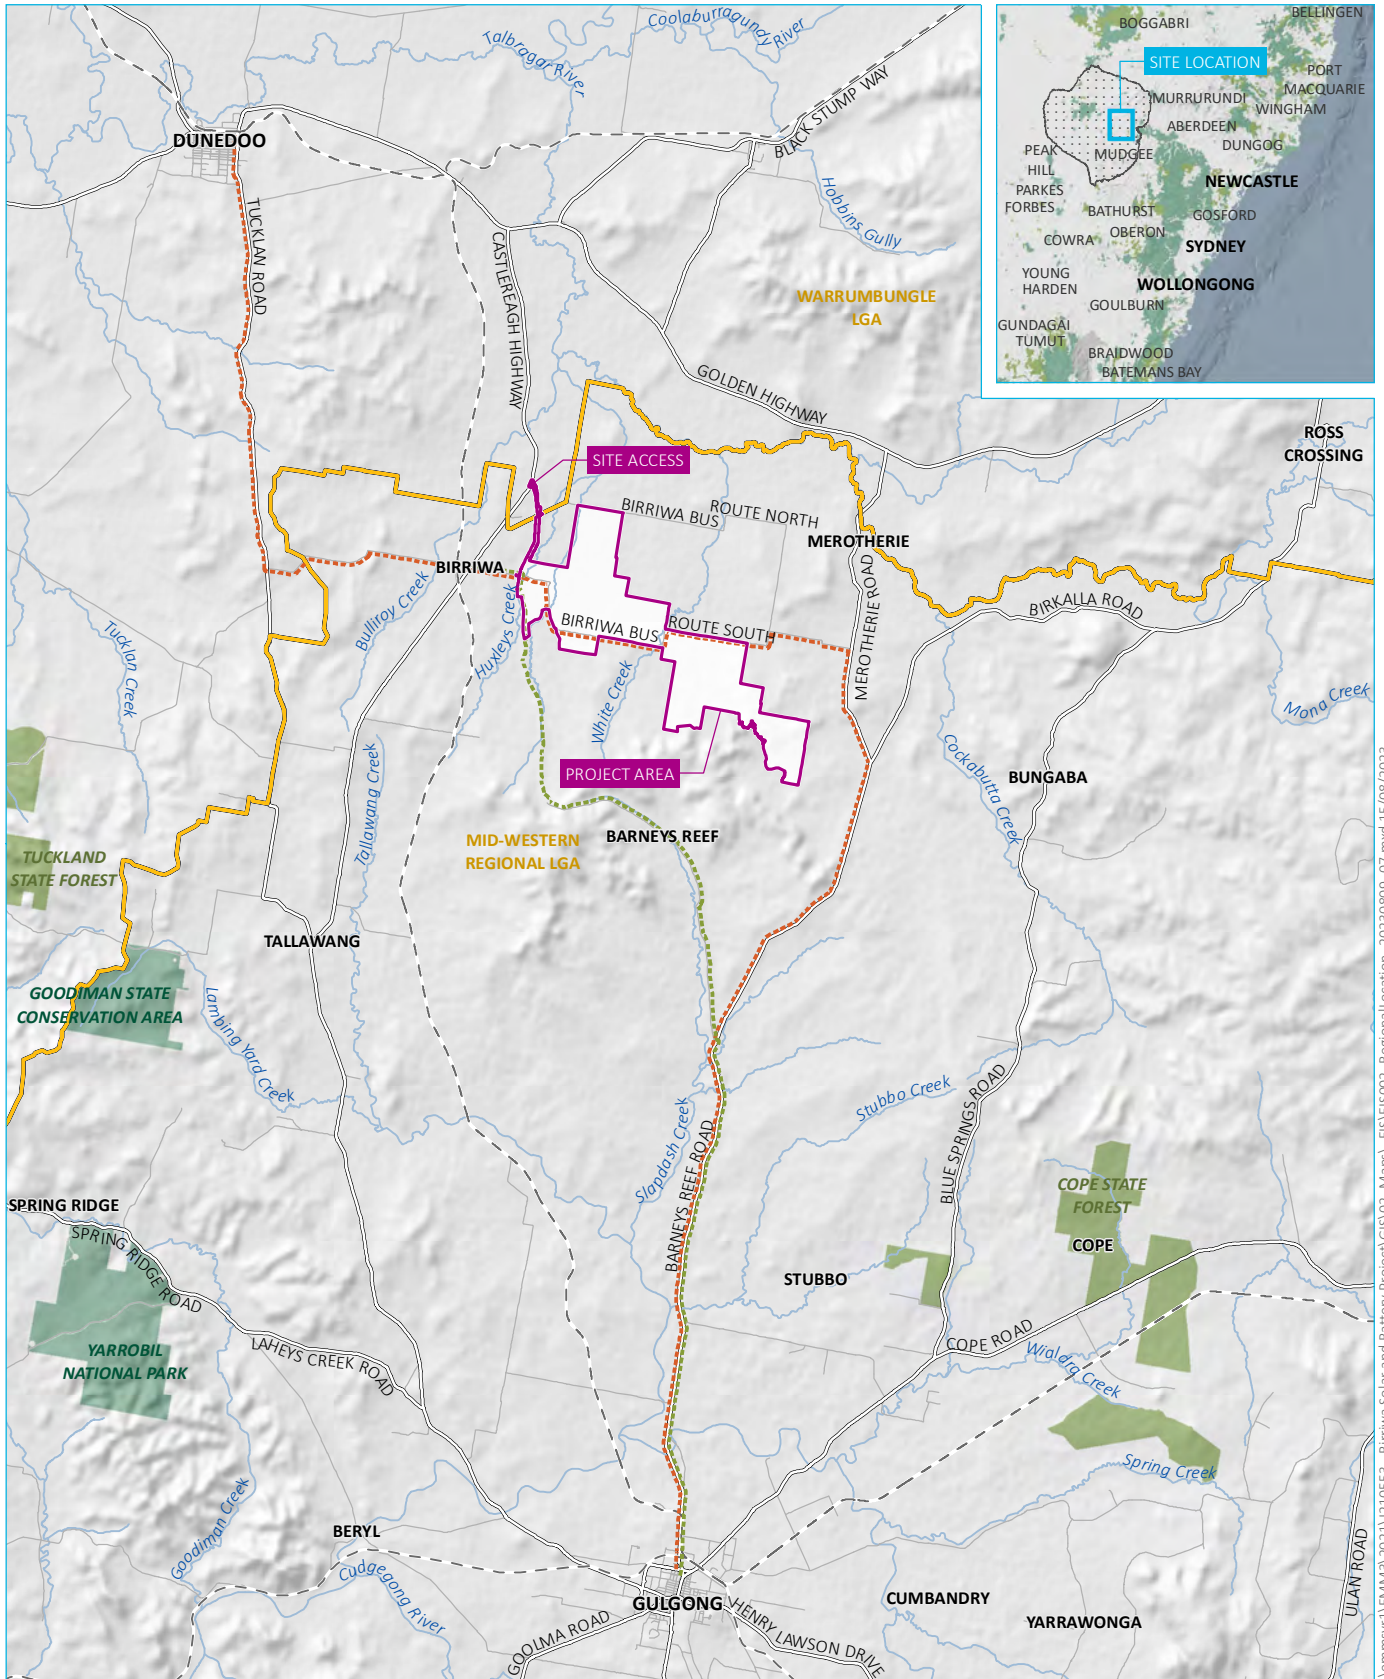 Coolaburragundy River
Talbragar River
DUNEDOO
BLACK STUMP WAY
TUCKLAN ROAD
CASTLEREAGH HIGHWAY
Hobbins Gully
WARRUMBUNGLE
LGA
GOLDEN HIGHWAY
BELLINGEN
BOGGABRI
SITE LOCATION
PORT
MACQUARIE
MURRURUNDI
WINGHAM
ABERDEEN
DUNGOG
PEAK
HILL
MUDGEE
NEWCASTLE
PARKES
FORBES
BATHURST
GOSFORD
OBERON
COWRA
SYDNEY
YOUNG
HARDEN
WOLLONGONG
GOULBURN
GUNDAGAI
TUMUT
BRAIDWOOD
BATEMANS BAY
ROSS
CROSSING
SITE ACCESS
BIRRIWA BUS ROUTE NORTH
MEROTHERIE
BIRRIWA
MEROTHERIE ROAD
BIRKALLA ROAD
Bulliroy Creek
Huxleys Creek
BIRRIWA BUS ROUTE SOUTH
Tucklan Creek
White Creek
Mona Creek
Cockabutta Creek
PROJECT AREA
BUNGABA
Tallawang Creek
MID-WESTERN
REGIONAL LGA
BARNEYS REEF
TUCKLAND
STATE FOREST
TALLAWANG
GOODIMAN STATE
CONSERVATION AREA
Lambing Yard Creek
Stubbo Creek
Slapdash Creek
BARNEYS REEF ROAD
BLUE SPRINGS ROAD
COPE STATE
FOREST
COPE
SPRING RIDGE
SPRING RIDGE ROAD
STUBBO
LAHEYS CREEK ROAD
YARROBIL
NATIONAL PARK
COPE ROAD
Wialdra Creek
Spring Creek
Goodiman Creek
BERYL
Cudgegong River
GULGONG
GOOLMA ROAD
HENRY LAWSON DRIVE
CUMBANDRY
YARRAWONGA
ULAN ROAD